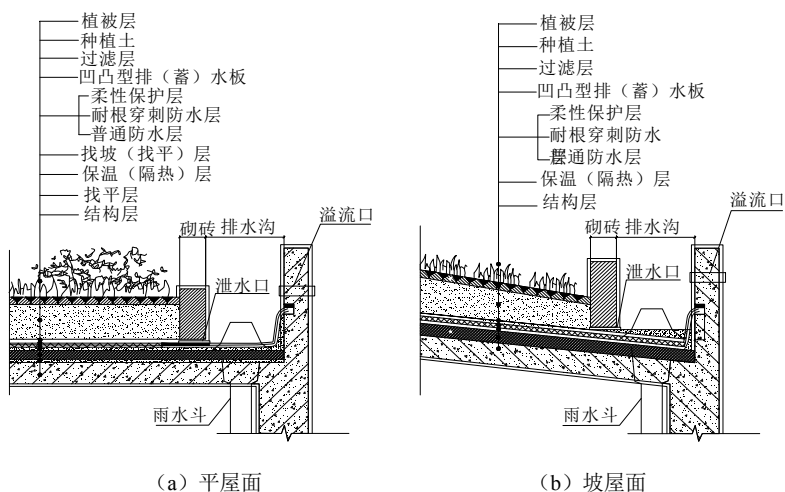 植被层
种植土
过滤层
凹凸型排（蓄）水板
柔性保护层
耐根穿刺防水层
普通防水层
找坡（找平）层
保温（隔热）层
找平层
结构层
砌砖 排水沟
溢流口
泄水口
雨水斗
（a）平屋面
植被层
种植土
过滤层
凹凸型排（蓄）水板
柔性保护层
耐根穿刺防水
普通防水层
保温（隔热）层
结构层
砌砖 排水沟
溢流口
泄水口
雨水斗
（b）坡屋面